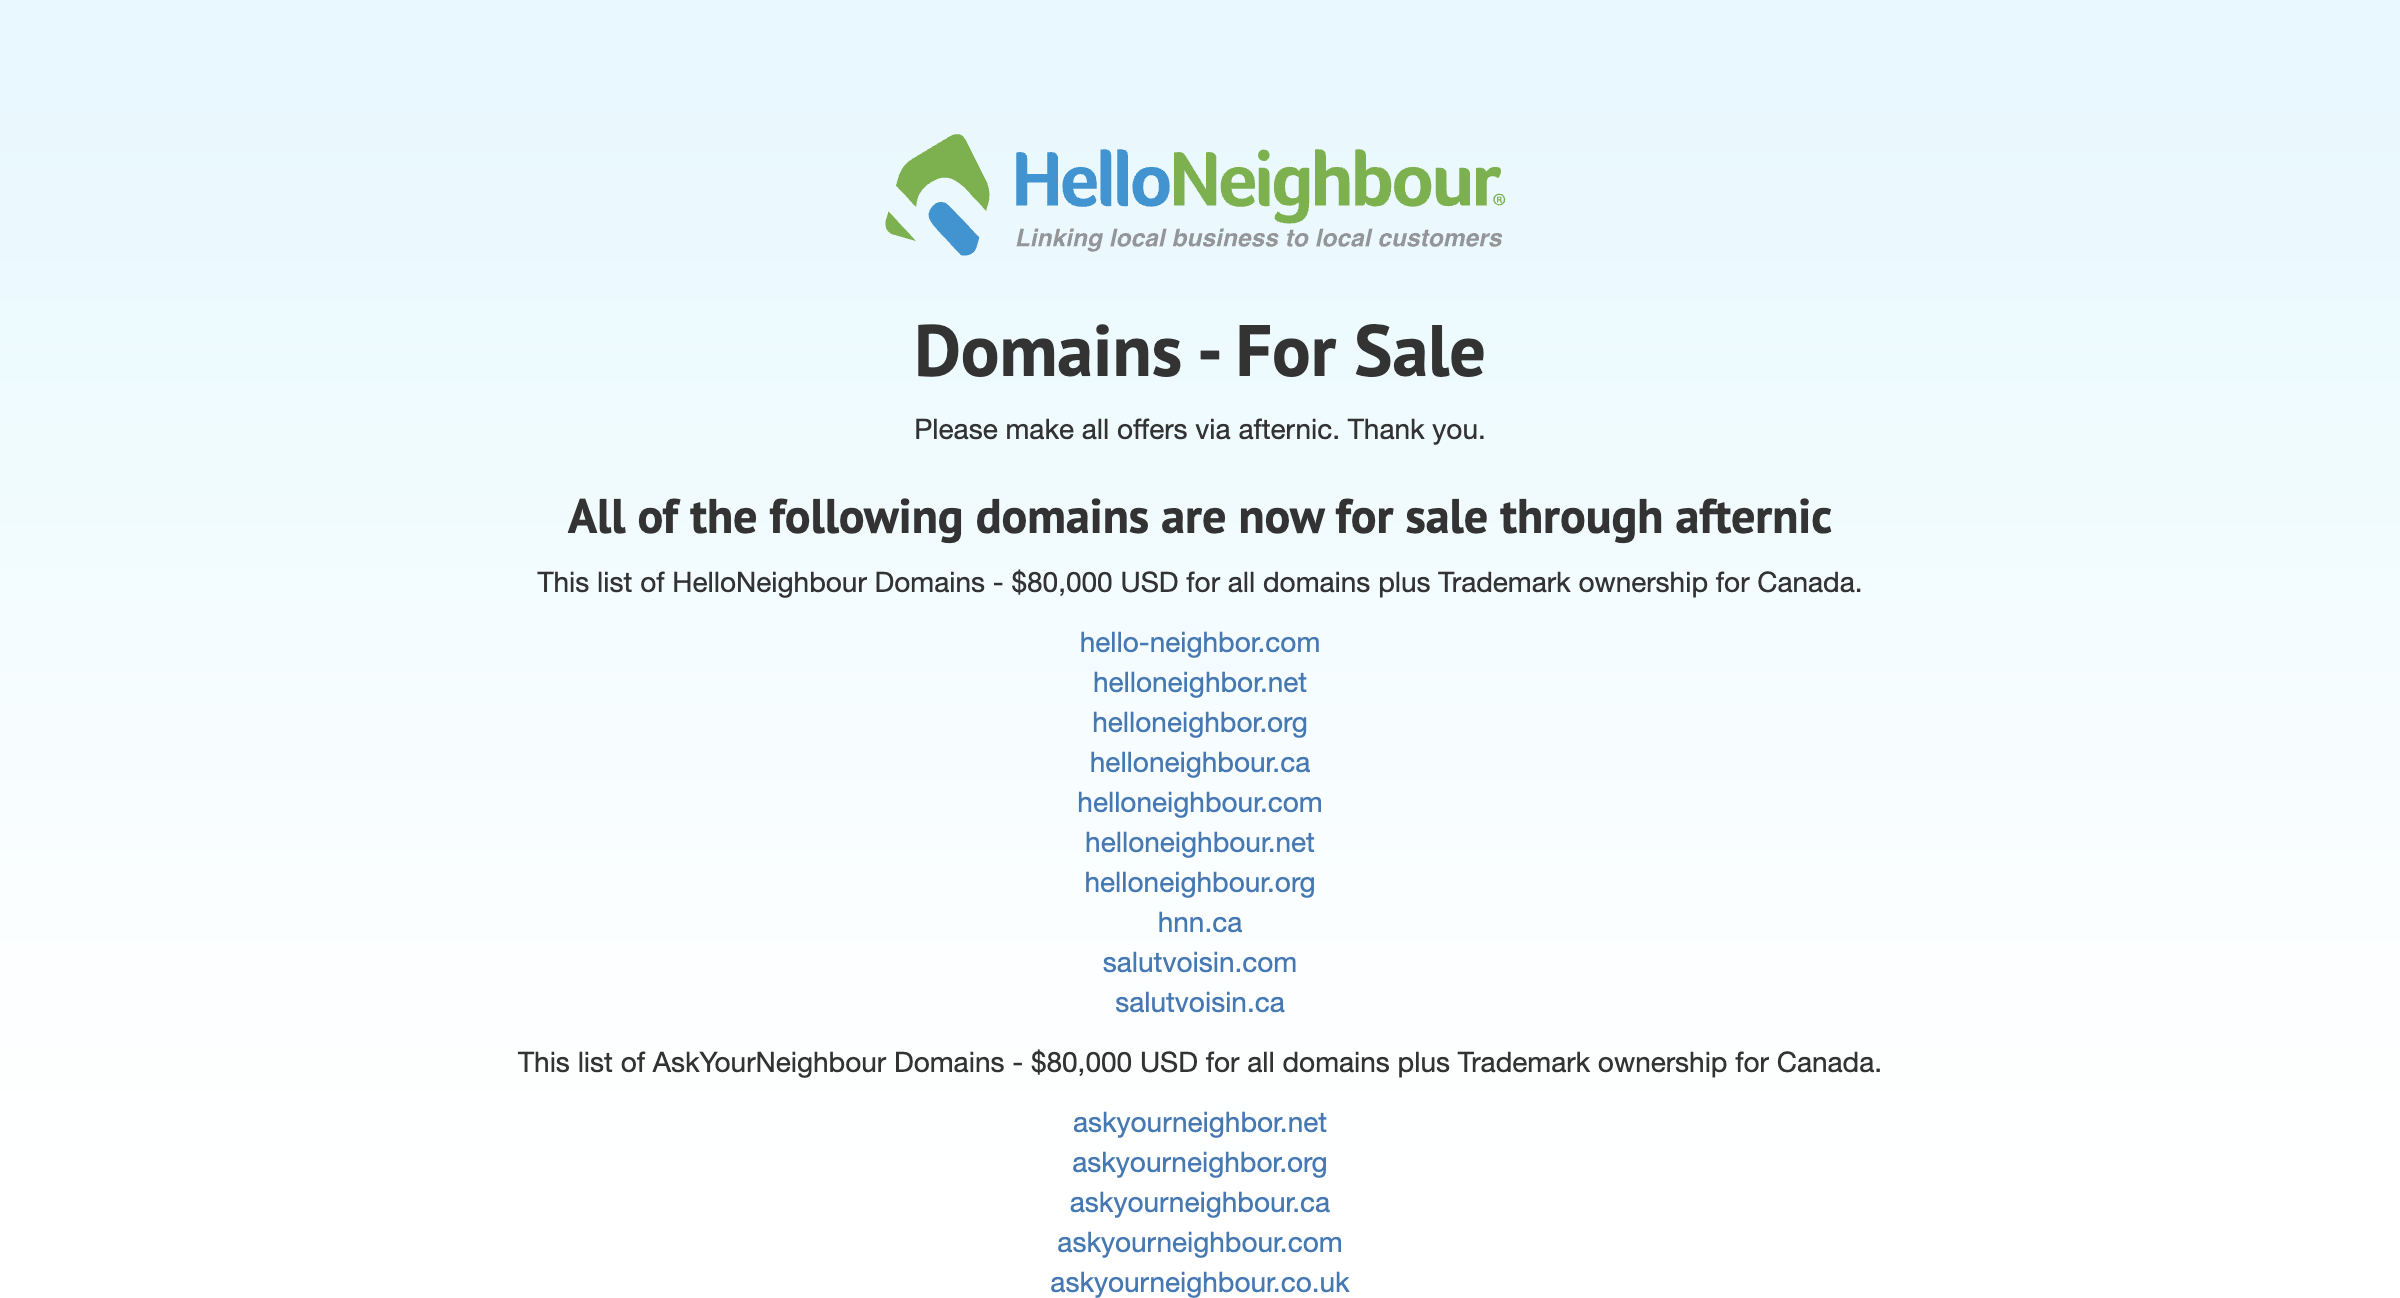 HelloNeighbour®
Linking local business to local customers
Domains - For Sale
Please make all offers via afternic. Thank you.
All of the following domains are now for sale through afternic
This list of HelloNeighbour Domains - $80,000 USD for all domains plus Trademark ownership for Canada.
hello-neighbor.com
helloneighbor.net
helloneighbor.org
helloneighbour.ca
helloneighbour.com
helloneighbour.net
helloneighbour.org
hnn.ca
salutvoisin.com
salutvoisin.ca
This list of AskYourNeighbour Domains - $80,000 USD for all domains plus Trademark ownership for Canada.
askyourneighbor.net
askyourneighbor.org
askyourneighbour.ca
askyourneighbour.com
askyourneighbour.co.uk